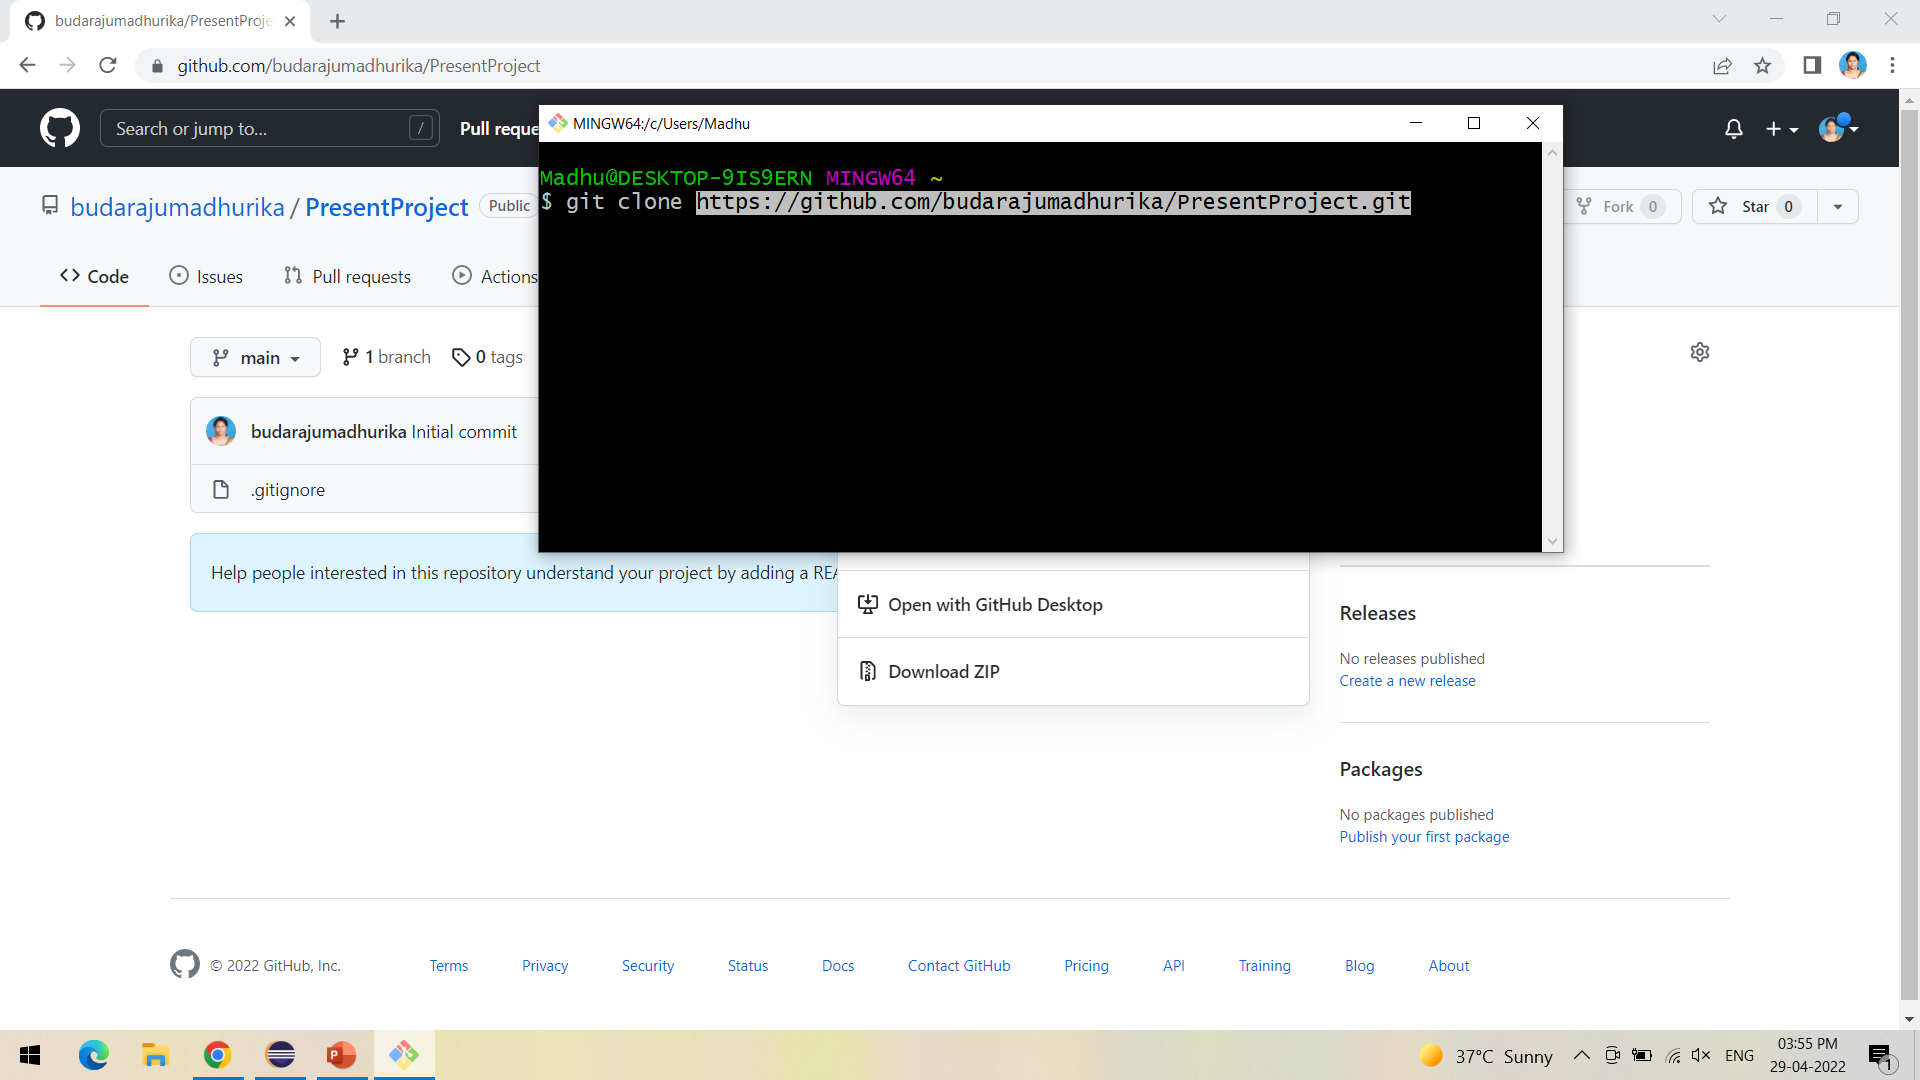 budarajumadhurika/PresentProje
github.com/budarajumadhurika/PresentProject
Search or jump to...
/
Pull reque
MINGW64:/c/Users/Madhu
Madhu@DESKTOP-9IS9ERN MINGW64 ~
$ git clone https://github.com/budarajumadhurika/PresentProject.git
budarajumadhurika / PresentProject
Public
Fork 0
Star 0
Code
Issues
Pull requests
Actions
main
1 branch
0 tags
budarajumadhurika Initial commit
.gitignore
Help people interested in this repository understand your project by adding a REA
Open with GitHub Desktop
Download ZIP
Releases
No releases published
Create a new release
Packages
No packages published
Publish your first package
© 2022 GitHub, Inc.
Terms
Privacy
Security
Status
Docs
Contact GitHub
Pricing
API
Training
Blog
About
P
37°C Sunny
ENG
03:55 PM
29-04-2022
1